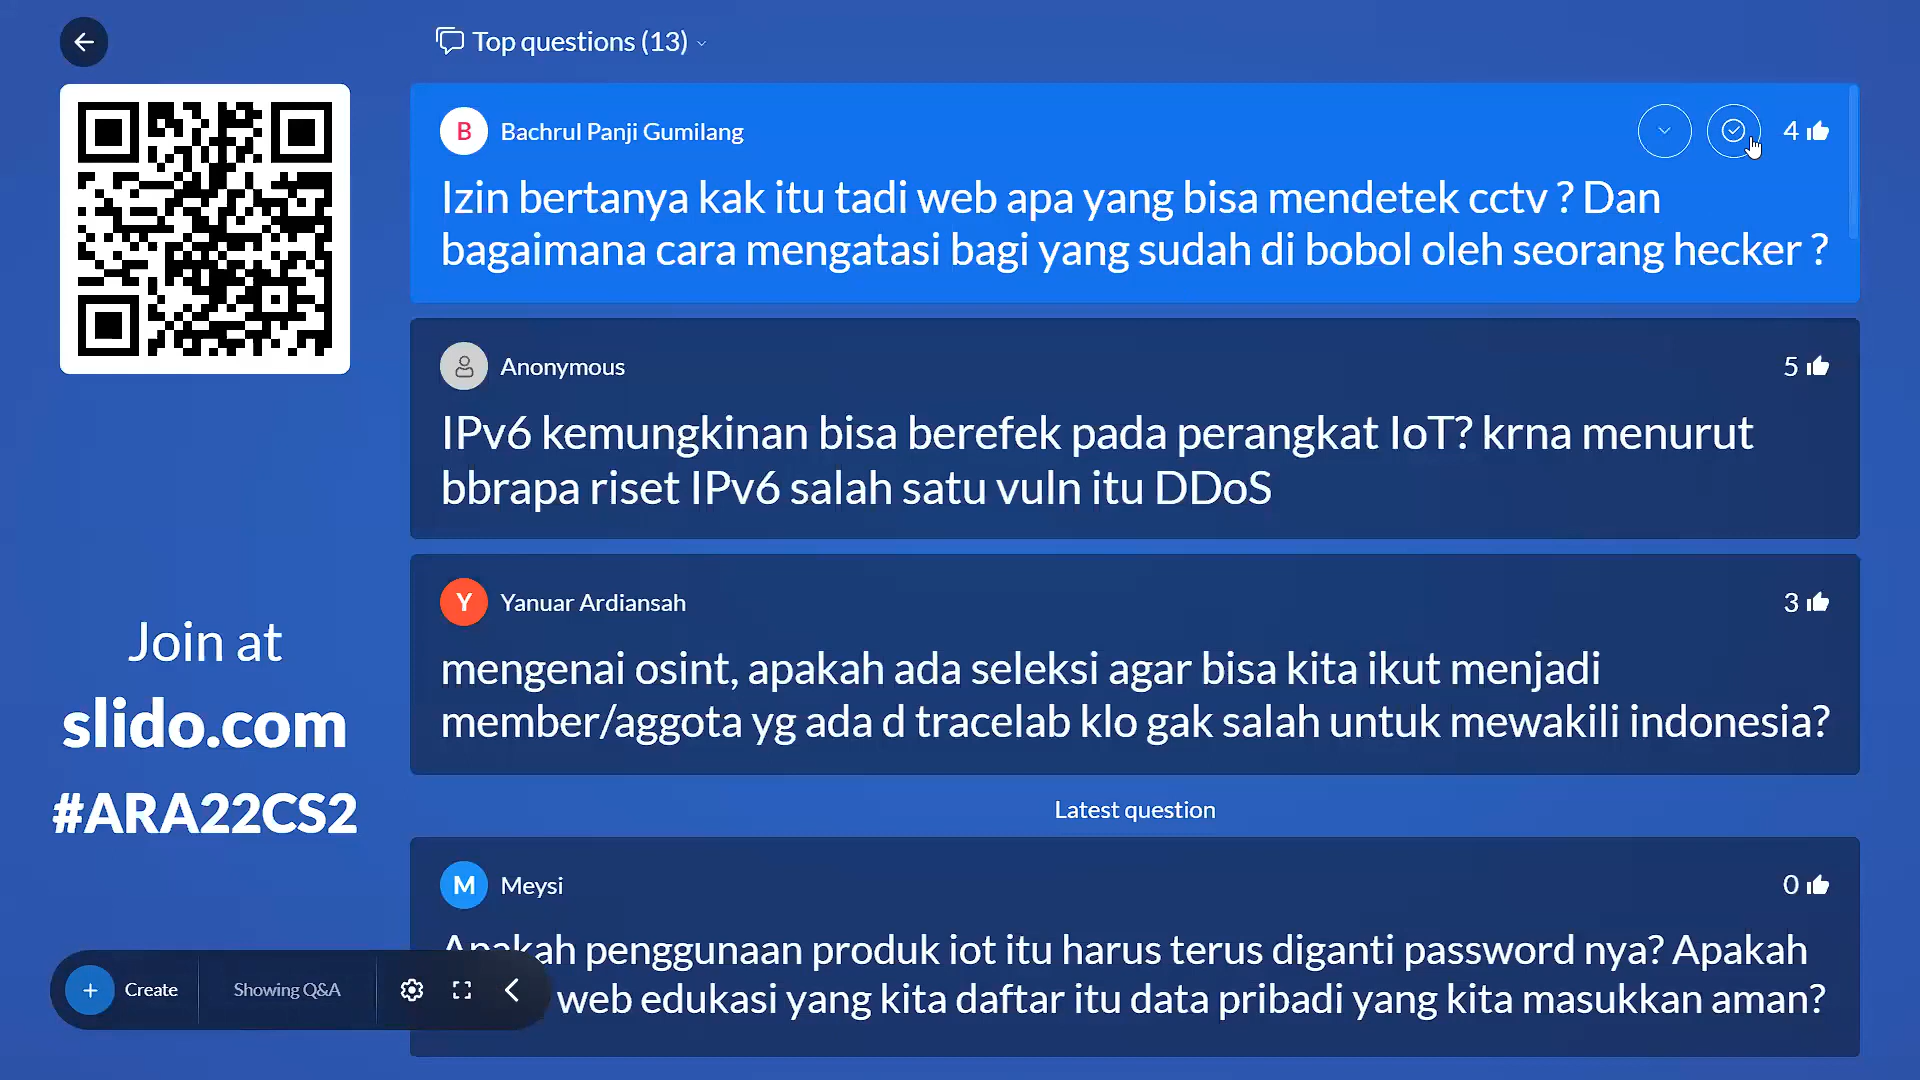 Top questions (13)
B
Bachrul Panji Gumilang
4
Izin bertanya kak itu tadi web apa yang bisa mendetek cctv ? Dan
bagaimana cara mengatasi bagi yang sudah di bobol oleh seorang hecker ?
Anonymous
5
IPv6 kemungkinan bisa berefek pada perangkat IoT? krna menurut
bbrapa riset IPv6 salah satu vuln itu DDoS
Y
Yanuar Ardiansah
3
mengenai osint, apakah ada seleksi agar bisa kita ikut menjadi
member/aggota yg ada d tracelab klo gak salah untuk mewakili indonesia?
Join at
slido.com
#ARA22CS2
Latest question
M
Meysi
0
Apakah penggunaan produk iot itu harus terus diganti password nya? Apakah
web edukasi yang kita daftar itu data pribadi yang kita masukkan aman?
+ Create
Showing Q&A